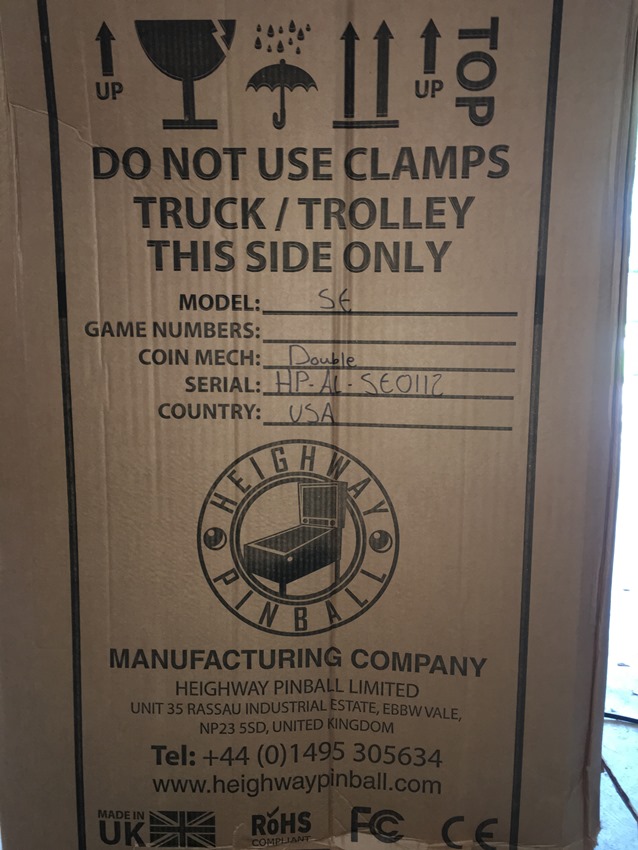 UP
UP
TOP
DO NOT USE CLAMPS
TRUCK / TROLLEY
THIS SIDE ONLY
MODEL: SE
GAME NUMBERS:
COIN MECH: Double
SERIAL: HP-AL-SE0112
COUNTRY: USA
HEIGHWAY
PINBALL
MANUFACTURING COMPANY
HEIGHWAY PINBALL LIMITED
UNIT 35 RASSAU INDUSTRIAL ESTATE, EBBW VALE,
NP23 5SD, UNITED KINGDOM
Tel: +44 (0)1495 305634
www.heighwaypinball.com
MADE IN
UK
RoHS
COMPLIANT
FC
CE